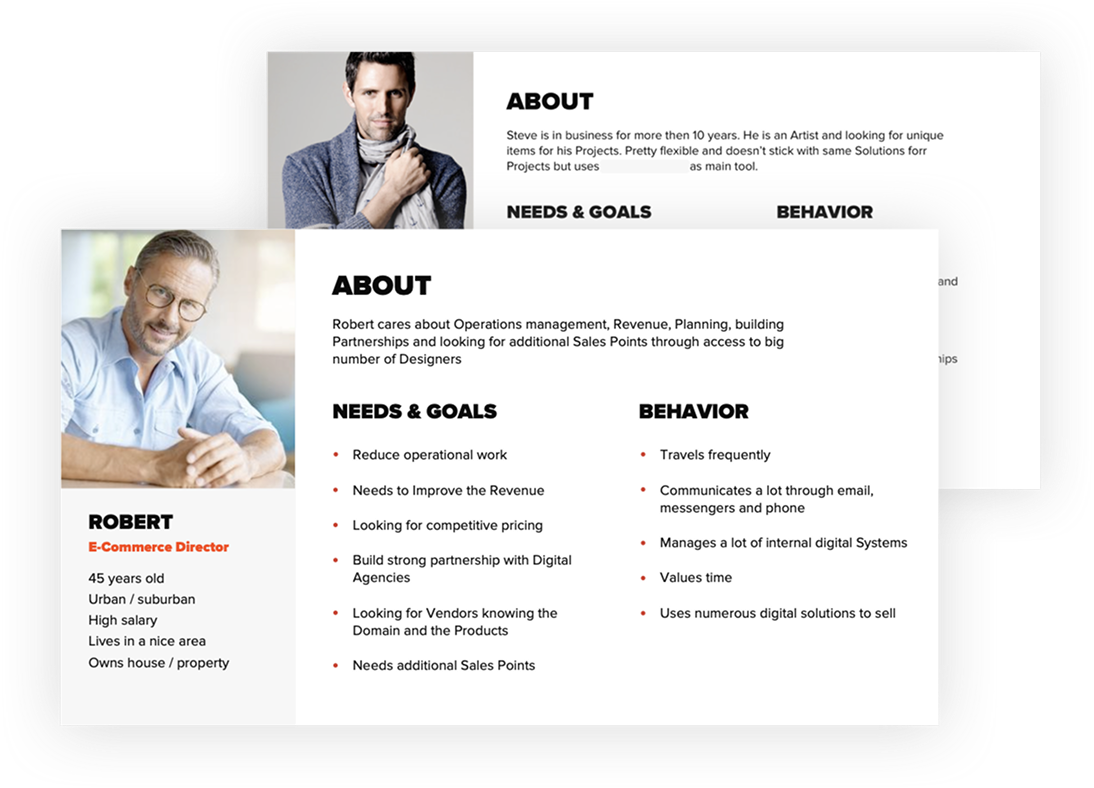 ABOUT
Steve is in business for more then 10 years. He is an Artist and looking for unique
items for his Projects. Pretty flexible and doesn't stick with same Solutions forr
Projects but uses as main tool.
NEEDS & GOALS
BEHAVIOR
and
ABOUT
Robert cares about Operations management, Revenue, Planning, building
Partnerships and looking for additional Sales Points through access to big
number of Designers
NEEDS & GOALS
• Reduce operational work
• Needs to Improve the Revenue
• Looking for competitive pricing
• Build strong partnership with Digital
Agencies
• Looking for Vendors knowing the
Domain and the Products
• Needs additional Sales Points
BEHAVIOR
• Travels frequently
• Communicates a lot through email,
messengers and phone
• Manages a lot of internal digital Systems
• Values time
• Uses numerous digital solutions to sell
ROBERT
E-Commerce Director
45 years old
Urban / suburban
High salary
Lives in a nice area
Owns house / property